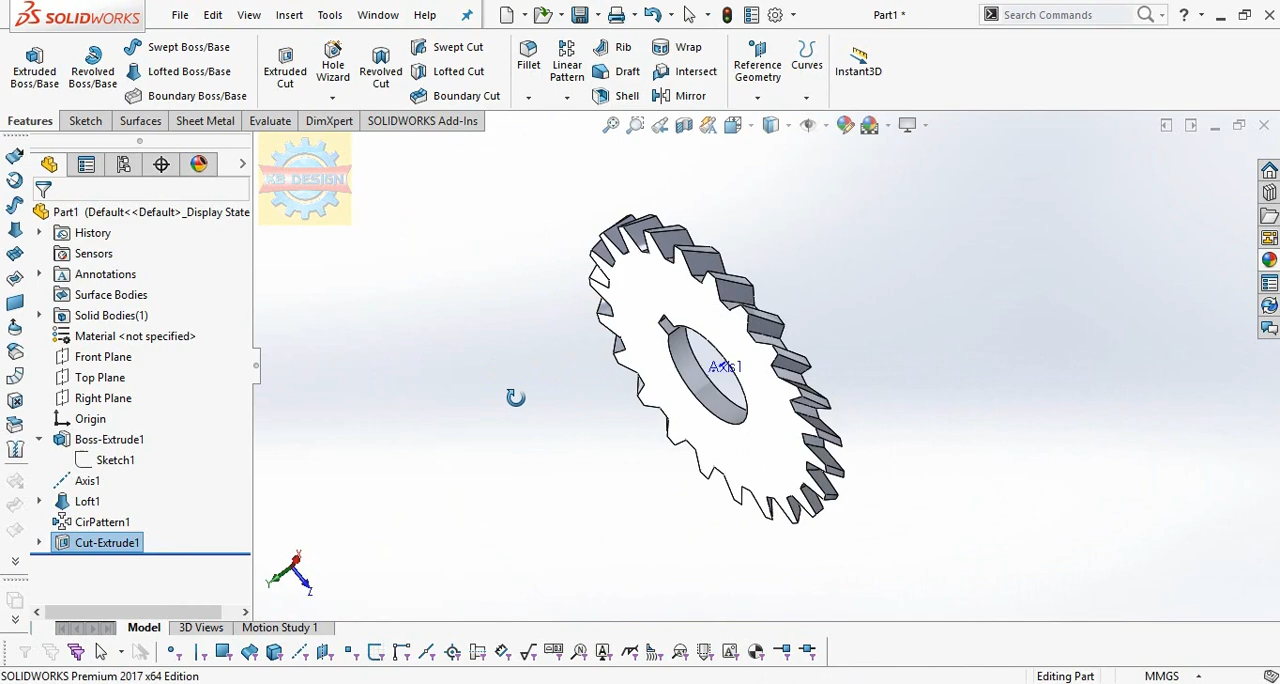 SOLIDWORKS
File Edit View Insert Tools Window Help
Part1 *
Search Commands
Extruded Boss/Base
Revolved Boss/Base
Swept Boss/Base
Lofted Boss/Base
Boundary Boss/Base
Extruded Cut
Hole Wizard
Revolved Cut
Swept Cut
Lofted Cut
Boundary Cut
Fillet
Linear Pattern
Rib
Draft
Shell
Wrap
Intersect
Mirror
Reference Geometry
Curves
Instant3D
Features Sketch Surfaces Sheet Metal Evaluate DimXpert SOLIDWORKS Add-Ins
KB DESIGN
Part1 (Default<<Default>_Display State
History
Sensors
Annotations
Surface Bodies
Solid Bodies(1)
Material <not specified>
Front Plane
Top Plane
Right Plane
Origin
Boss-Extrude1
Sketch1
Axis1
Loft1
CirPattern1
Cut-Extrude1
Axis1
X
Y
Z
Model 3D Views Motion Study 1
SOLIDWORKS Premium 2017 x64 Edition
Editing Part
MMGS